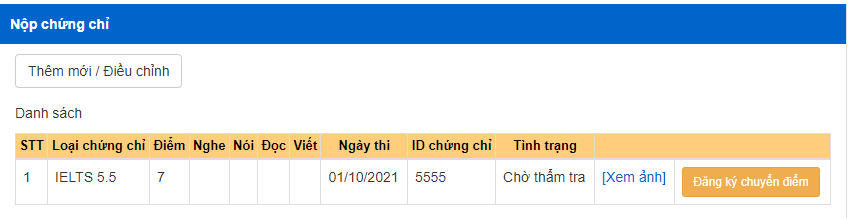 Nộp chứng chỉ
Thêm mới / Điều chỉnh
Danh sách
STT Loại chứng chỉ Điểm Nghe Nói Đọc Viết Ngày thi ID chứng chỉ Tình trạng
1 IELTS 5.5 7 01/10/2021 5555 Chờ thẩm tra [Xem ảnh] Đăng ký chuyển điểm